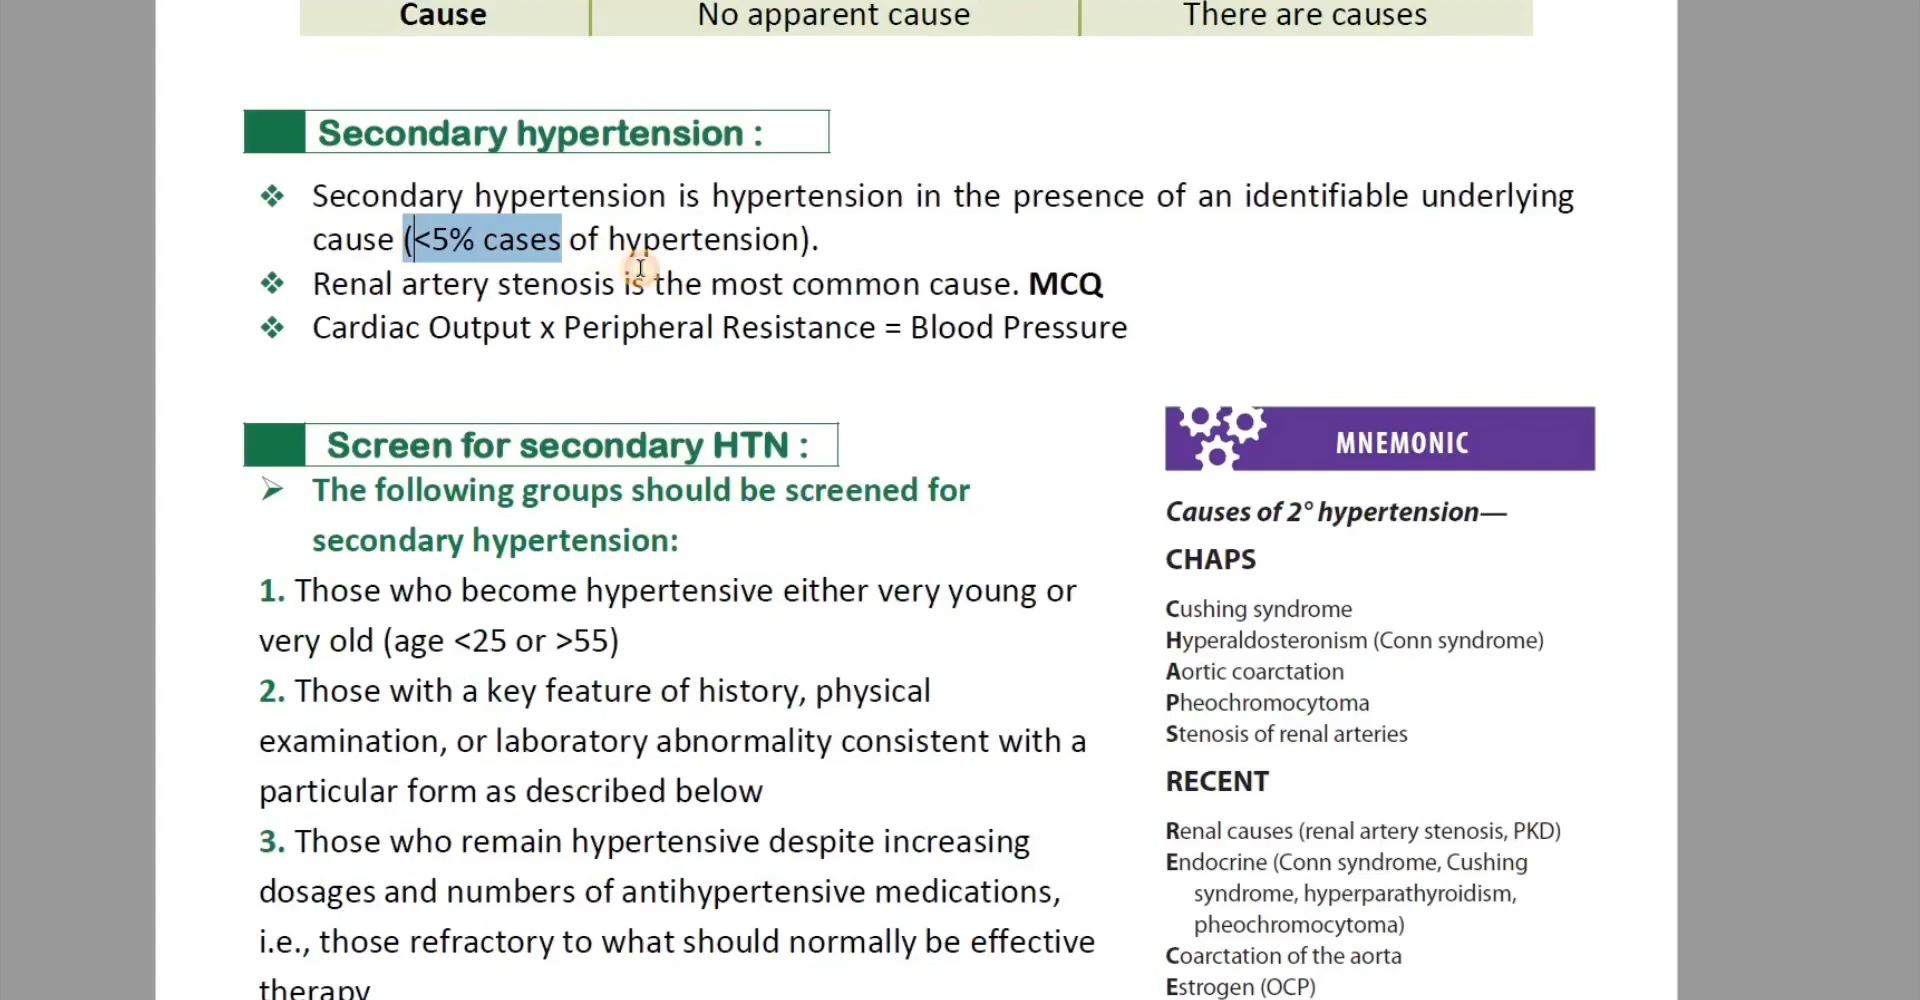 Cause No apparent cause There are causes
Secondary hypertension :
❖ Secondary hypertension is hypertension in the presence of an identifiable underlying
cause (<5% cases of hypertension).
❖ Renal artery stenosis is the most common cause. MCQ
❖ Cardiac Output x Peripheral Resistance = Blood Pressure
Screen for secondary HTN :
➢ The following groups should be screened for
secondary hypertension:
1. Those who become hypertensive either very young or
very old (age <25 or >55)
2. Those with a key feature of history, physical
examination, or laboratory abnormality consistent with a
particular form as described below
3. Those who remain hypertensive despite increasing
dosages and numbers of antihypertensive medications,
i.e., those refractory to what should normally be effective
therapy
MNEMONIC
Causes of 2° hypertension—
CHAPS
Cushing syndrome
Hyperaldosteronism (Conn syndrome)
Aortic coarctation
Pheochromocytoma
Stenosis of renal arteries
RECENT
Renal causes (renal artery stenosis, PKD)
Endocrine (Conn syndrome, Cushing
syndrome, hyperparathyroidism,
pheochromocytoma)
Coarctation of the aorta
Estrogen (OCP)